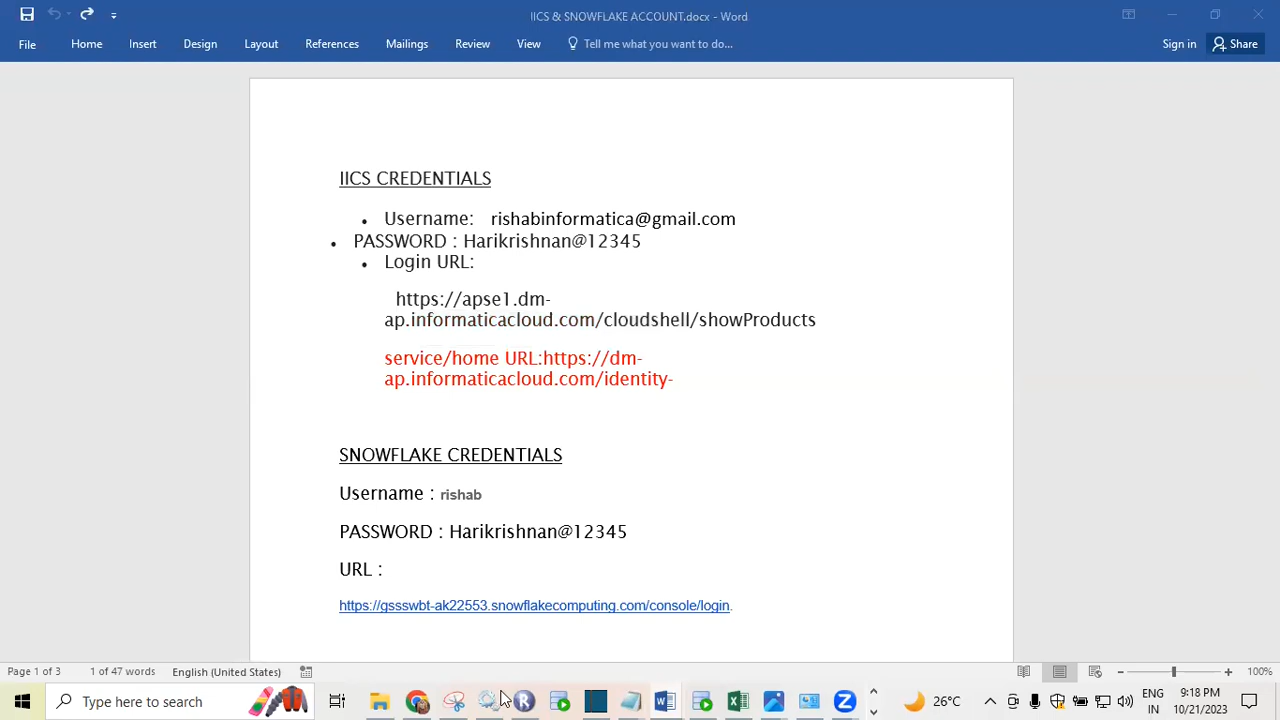 IICS & SNOWFLAKE ACCOUNT.docx - Word
File Home Insert Design Layout References Mailings Review View Tell me what you want to do... Sign in Share
IICS CREDENTIALS
• Username: rishabinformatica@gmail.com
• PASSWORD : Harikrishnan@12345
• Login URL:
https://apse1.dm-
ap.informaticacloud.com/cloudshell/showProducts
service/home URL:https://dm-
ap.informaticacloud.com/identity-
SNOWFLAKE CREDENTIALS
Username : rishab
PASSWORD : Harikrishnan@12345
URL :
https://gssswbt-ak22553.snowflakecomputing.com/console/login.
Page 1 of 3 1 of 47 words English (United States) 100%
Type here to search 26°C ENG 9:18 PM
IN 10/21/2023